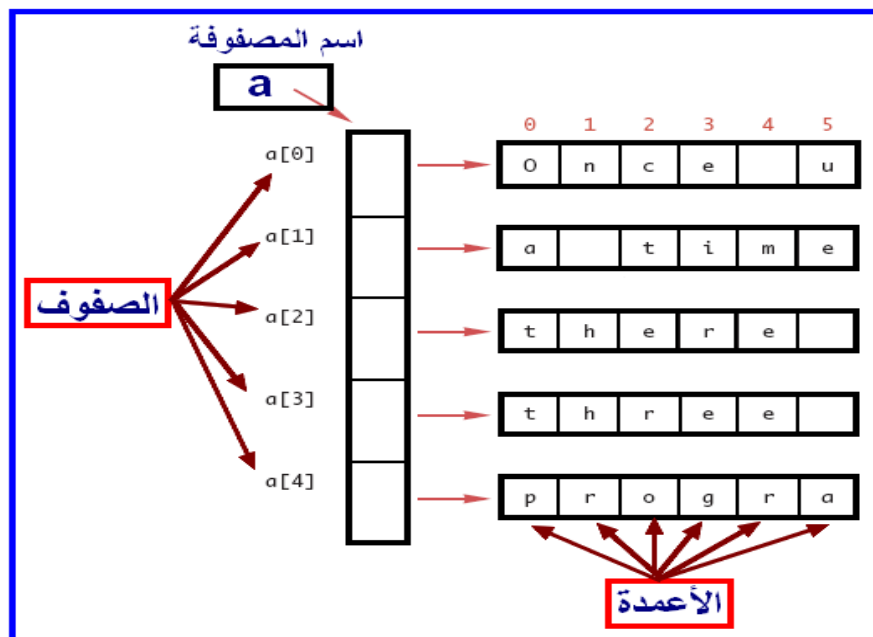 اسم المصفوفة
a
0 1 2 3 4 5
a[0] O n c e u
a[1] a t i m e
الصفوف
a[2] t h e r e
a[3] t h r e e
a[4] p r o g r a
الأعمدة